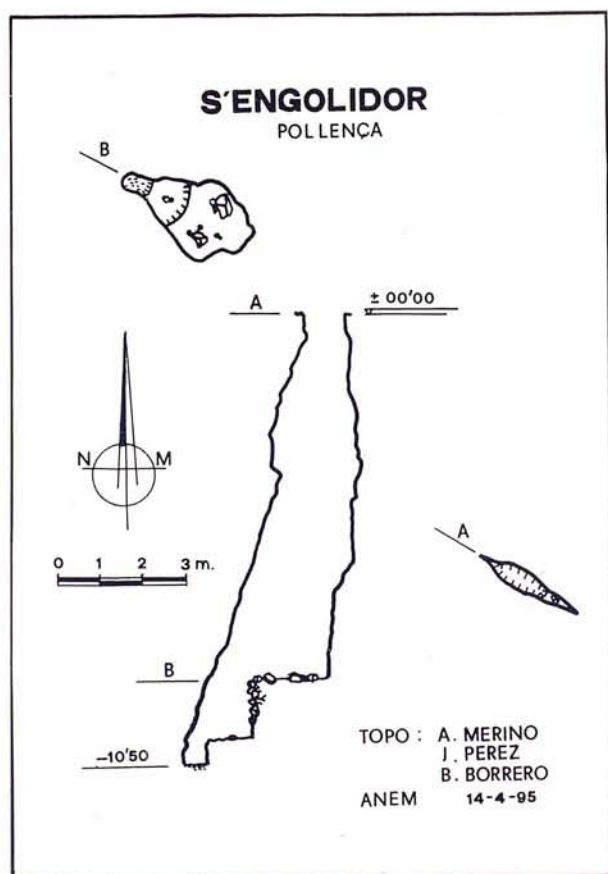 S'ENGOLIDOR
POLLENÇA
B
A
± 00'00
N M
A
0 1 2 3 m.
B
-10'50
TOPO : A. MERINO
J. PEREZ
B. BORRERO
ANEM 14-4-95